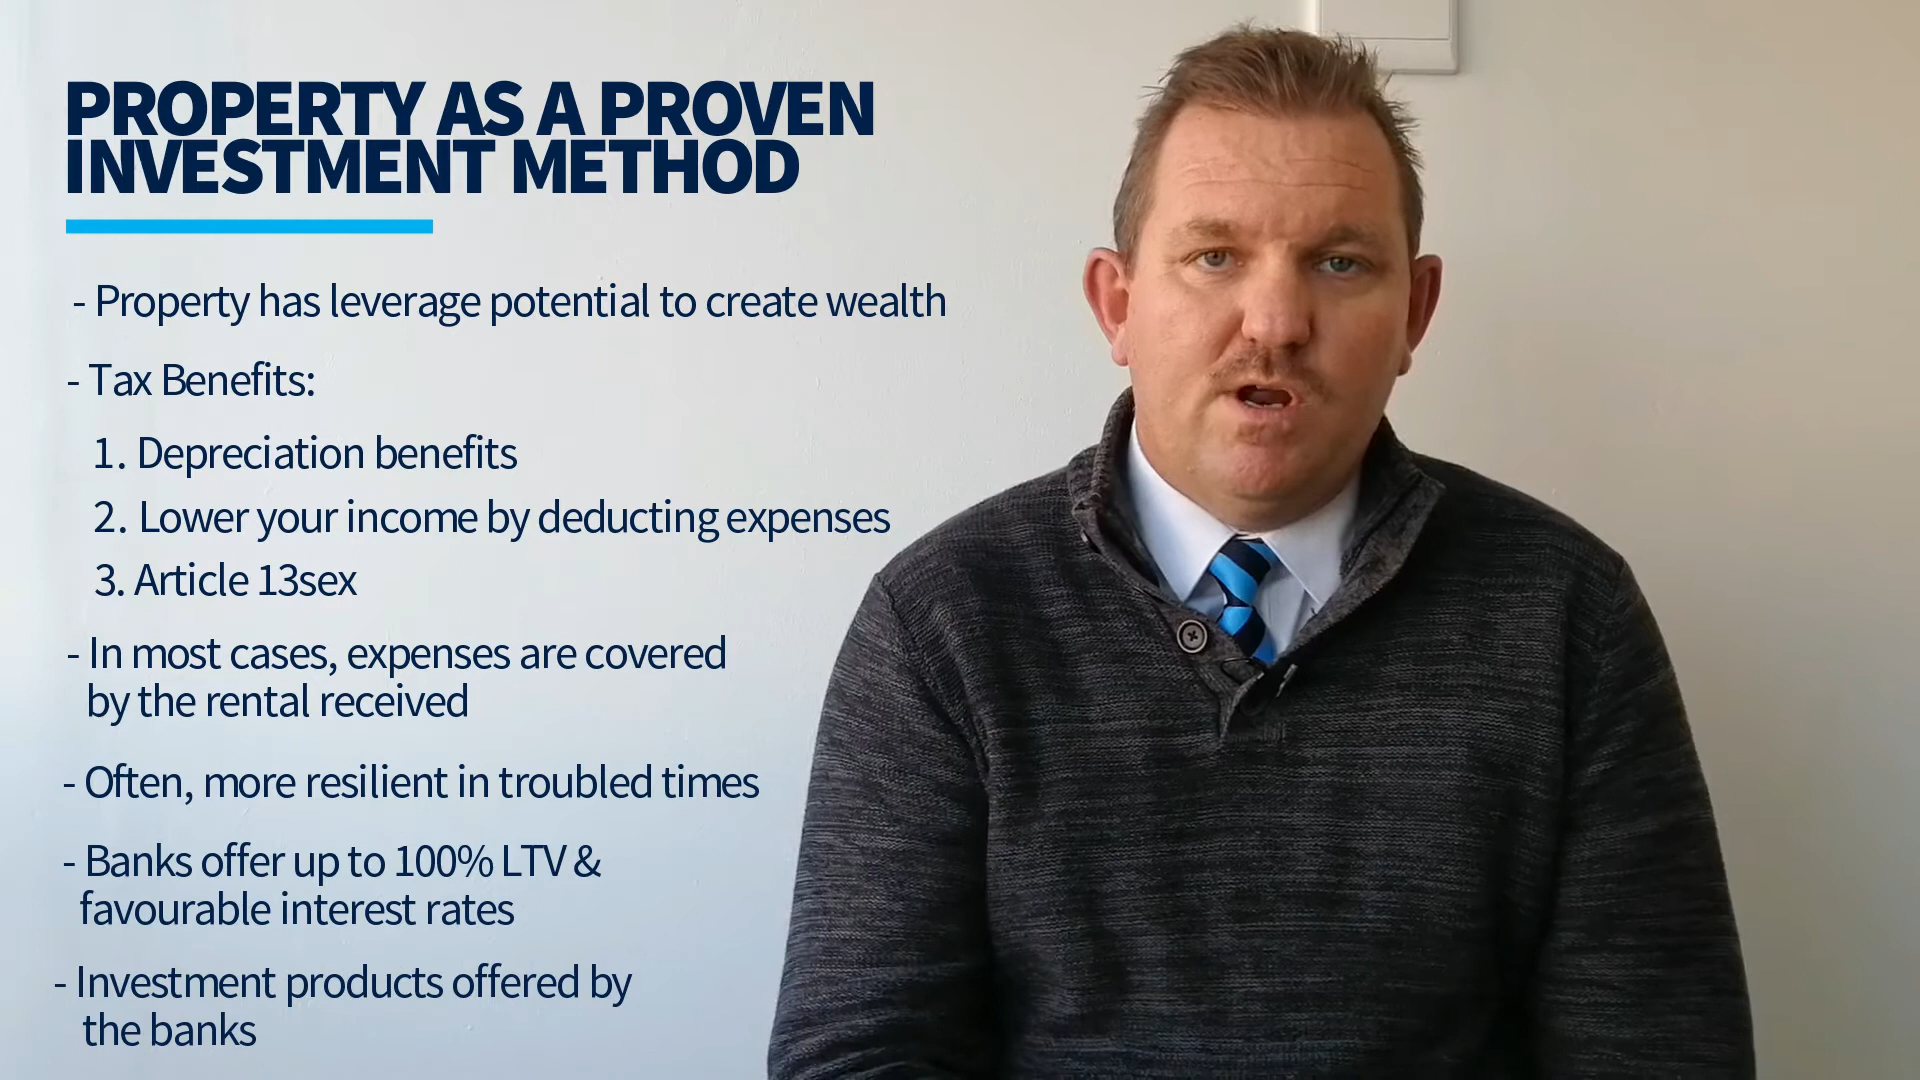 PROPERTY AS A PROVEN
INVESTMENT METHOD
- Property has leverage potential to create wealth
- Tax Benefits:
1. Depreciation benefits
2. Lower your income by deducting expenses
3. Article 13sex
- In most cases, expenses are covered
by the rental received
- Often, more resilient in troubled times
- Banks offer up to 100% LTV &
favourable interest rates
- Investment products offered by
the banks